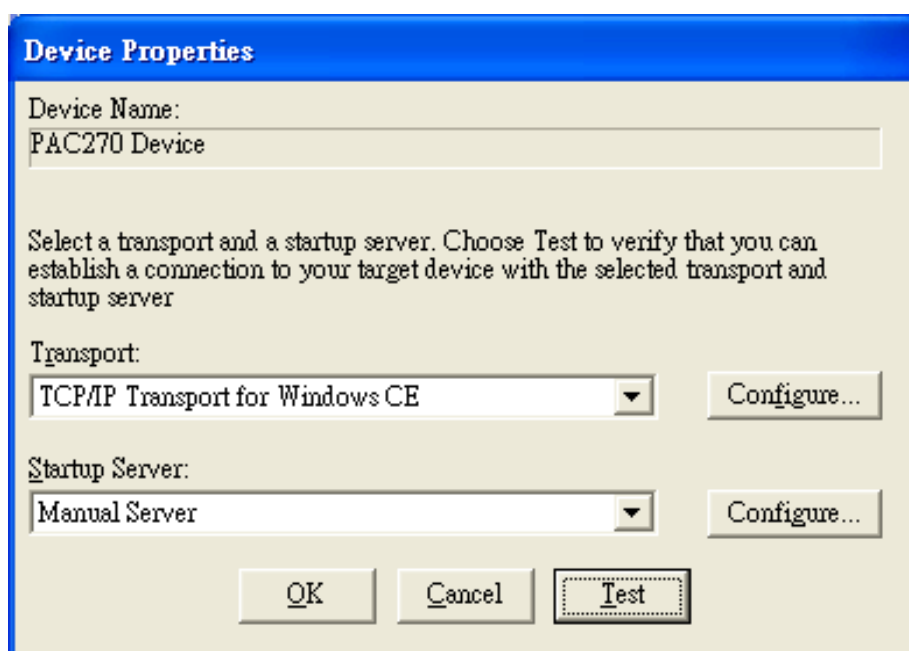 Device Properties
Device Name:
PAC270 Device
Select a transport and a startup server. Choose Test to verify that you can
establish a connection to your target device with the selected transport and
startup server
Transport:
TCP/IP Transport for Windows CE
Configure...
Startup Server:
Manual Server
Configure...
OK Cancel Test